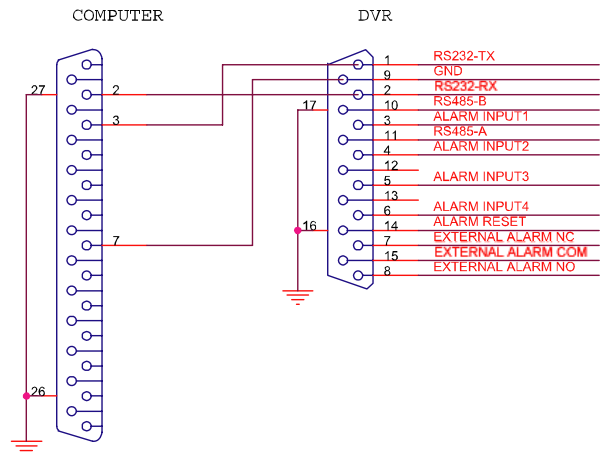 COMPUTER DVR
1 RS232-TX
9 GND
27 2 2 RS232-RX
17 10 RS485-B
3 3 ALARM INPUT1
11 RS485-A
4 ALARM INPUT2
12
5 ALARM INPUT3
13
6 ALARM INPUT4
16 14 ALARM RESET
7 7 EXTERNAL ALARM NC
15 EXTERNAL ALARM COM
8 EXTERNAL ALARM NO
26